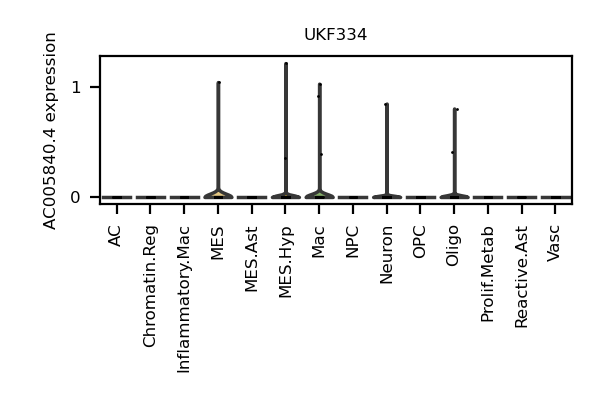 UKF334
AC005840.4 expression
1
0
AC
Chromatin.Reg
Inflammatory.Mac
MES
MES.Ast
MES.Hyp
Mac
NPC
Neuron
OPC
Oligo
Prolif.Metab
Reactive.Ast
Vasc